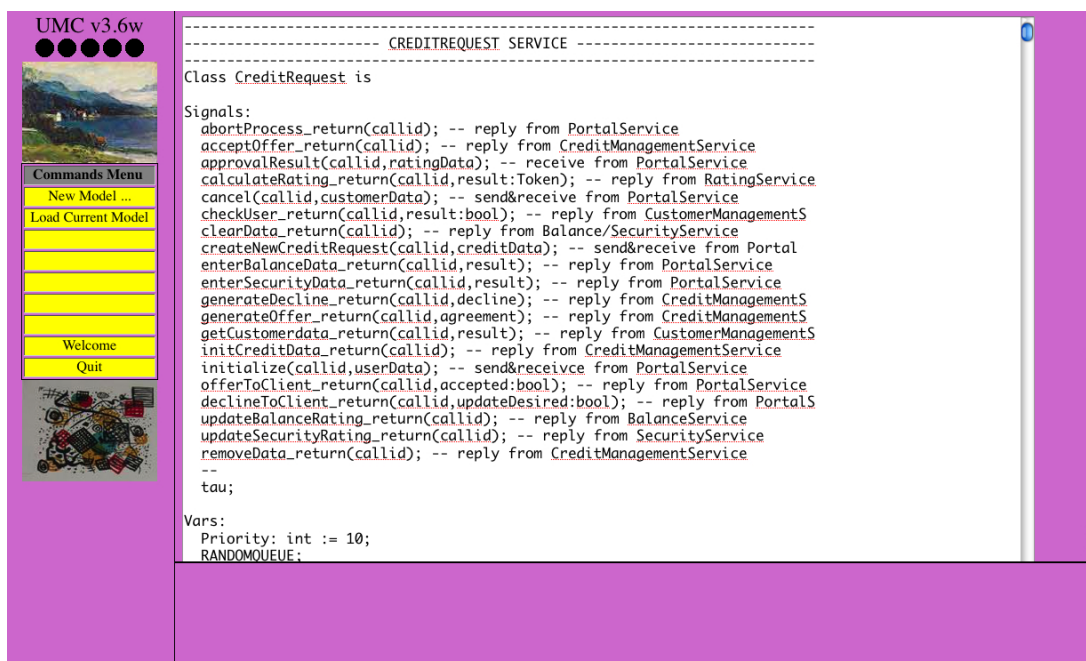 UMC v3.6w
Commands Menu
New Model ...
Load Current Model
Welcome
Quit
--------------------------------------------------------------------------
----------------------- CREDITREQUEST SERVICE ----------------------------
--------------------------------------------------------------------------
Class CreditRequest is
Signals:
abortProcess_return(callid); -- reply from PortalService
acceptOffer_return(callid); -- reply from CreditManagementService
approvalResult(callid,ratingData); -- receive from PortalService
calculateRating_return(callid,result:Token); -- reply from RatingService
cancel(callid,customerData); -- send&receive from PortalService
checkUser_return(callid,result:bool); -- reply from CustomerManagementS
clearData_return(callid); -- reply from Balance/SecurityService
createNewCreditRequest(callid,creditData); -- send&receive from Portal
enterBalanceData_return(callid,result); -- reply from PortalService
enterSecurityData_return(callid,result); -- reply from PortalService
generateDecline_return(callid,decline); -- reply from CreditManagementS
generateOffer_return(callid,agreement); -- reply from CreditManagementS
getCustomerdata_return(callid,result); -- reply from CustomerManagementS
initCreditData_return(callid); -- reply from CreditManagementService
initialize(callid,userData); -- send&receivce from PortalService
offerToClient_return(callid,accepted:bool); -- reply from PortalService
declineToClient_return(callid,updateDesired:bool); -- reply from PortalS
updateBalanceRating_return(callid); -- reply from BalanceService
updateSecurityRating_return(callid); -- reply from SecurityService
removeData_return(callid); -- reply from CreditManagementService
--
tau;
Vars:
Priority: int := 10;
RANDOMQUEUE;